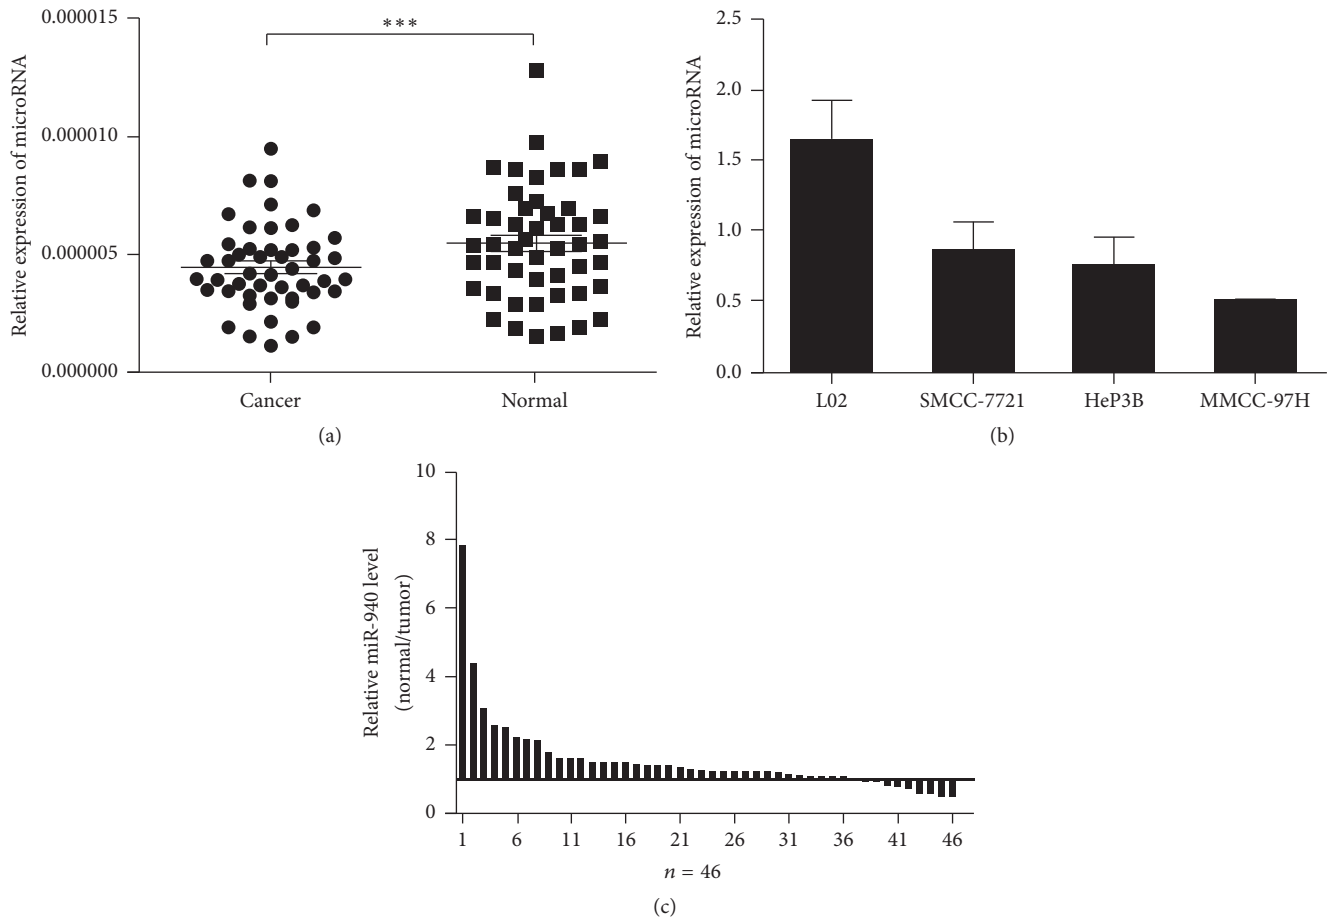 Relative expression of microRNA
0.000015
0.000010
0.000005
0.000000
***
Cancer
Normal
(a)
Relative expression of microRNA
2.5
2.0
1.5
1.0
0.5
0.0
L02
SMCC-7721
HeP3B
MMCC-97H
(b)
Relative miR-940 level
(normal/tumor)
10
8
6
4
2
0
1
6
11
16
21
26
31
36
41
46
n = 46
(c)